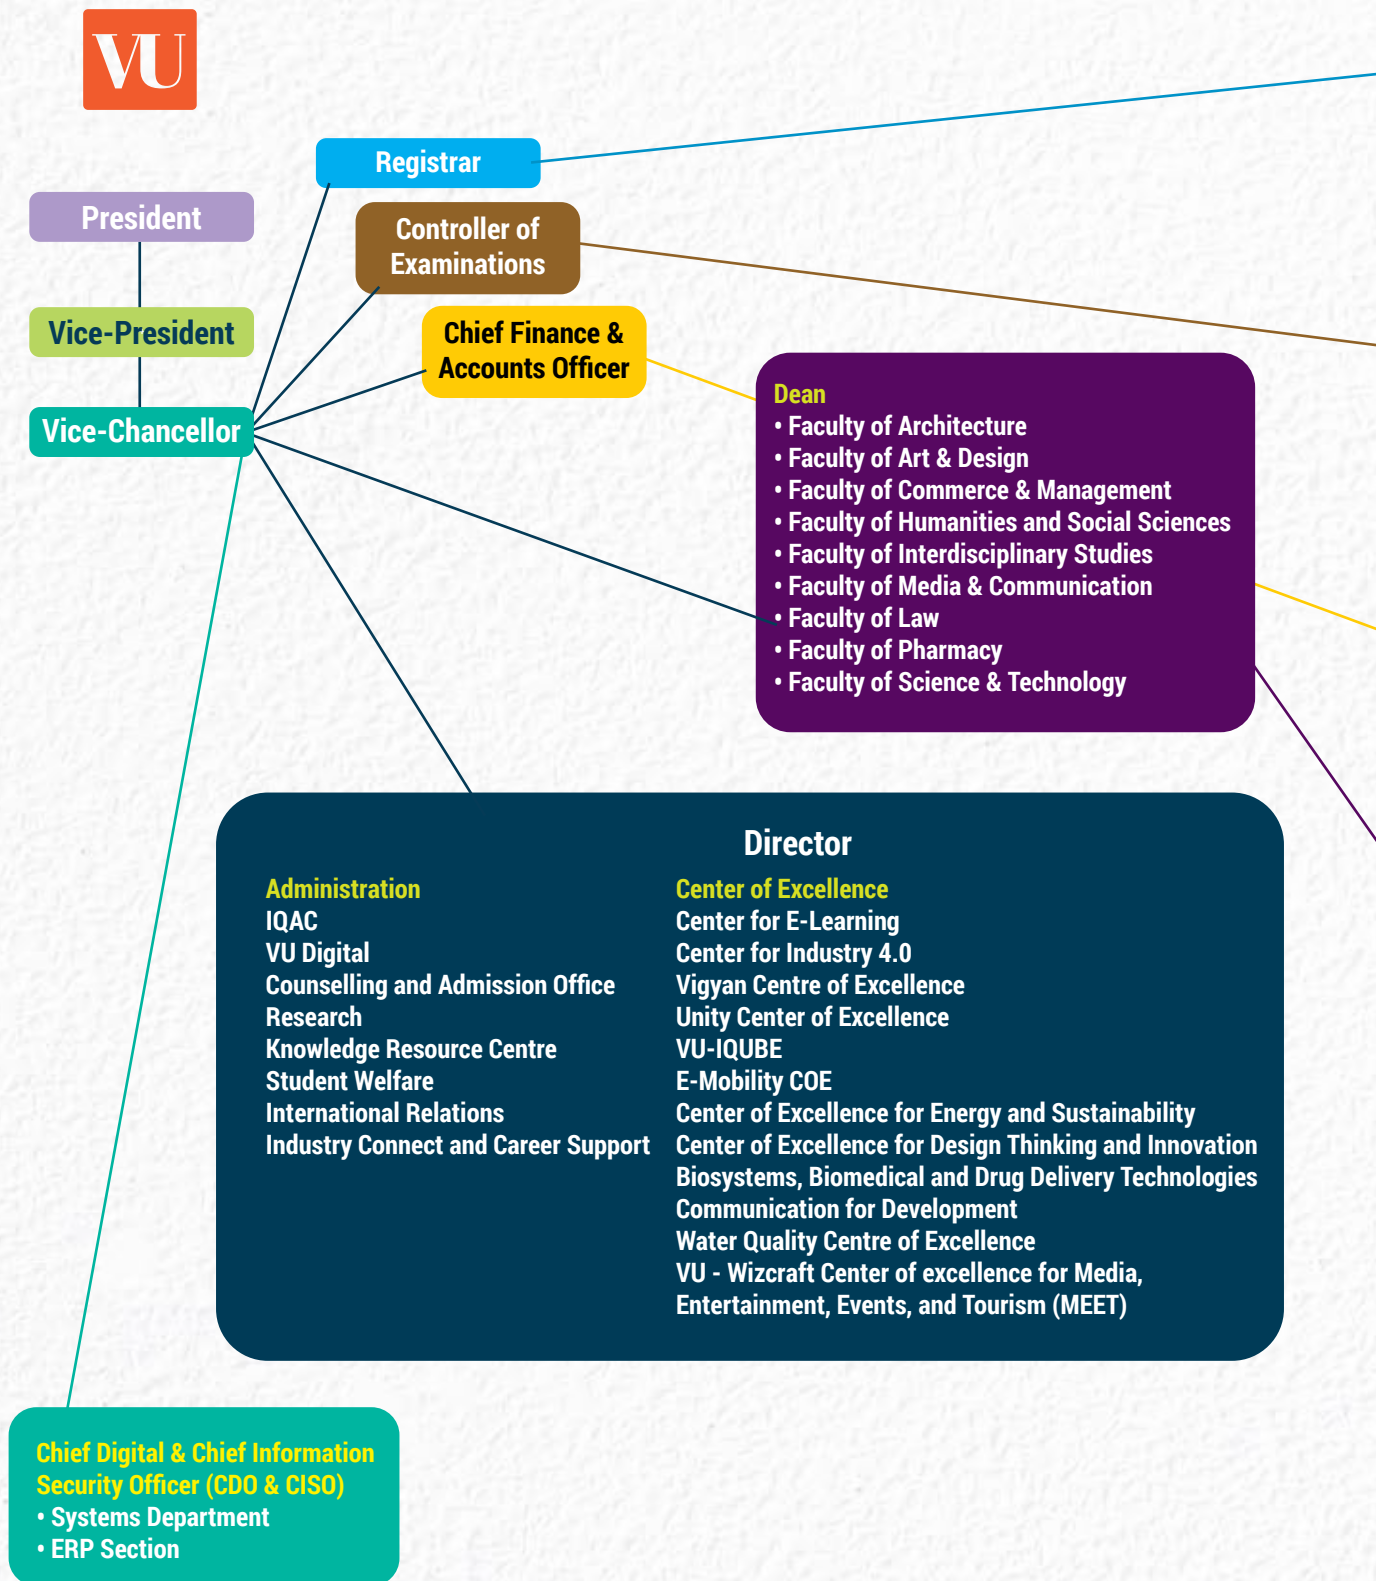 VU
Registrar
President
Controller of
Examinations
Vice-President
Chief Finance &
Accounts Officer
Vice-Chancellor
Dean
• Faculty of Architecture
• Faculty of Art & Design
• Faculty of Commerce & Management
• Faculty of Humanities and Social Sciences
• Faculty of Interdisciplinary Studies
• Faculty of Media & Communication
• Faculty of Law
• Faculty of Pharmacy
• Faculty of Science & Technology
Director
Administration
IQAC
VU Digital
Counselling and Admission Office
Research
Knowledge Resource Centre
Student Welfare
International Relations
Industry Connect and Career Support
Center of Excellence
Center for E-Learning
Center for Industry 4.0
Vigyan Centre of Excellence
Unity Center of Excellence
VU-IQUBE
E-Mobility COE
Center of Excellence for Energy and Sustainability
Center of Excellence for Design Thinking and Innovation
Biosystems, Biomedical and Drug Delivery Technologies
Communication for Development
Water Quality Centre of Excellence
VU - Wizcraft Center of excellence for Media,
Entertainment, Events, and Tourism (MEET)
Chief Digital & Chief Information
Security Officer (CDO & CISO)
• Systems Department
• ERP Section